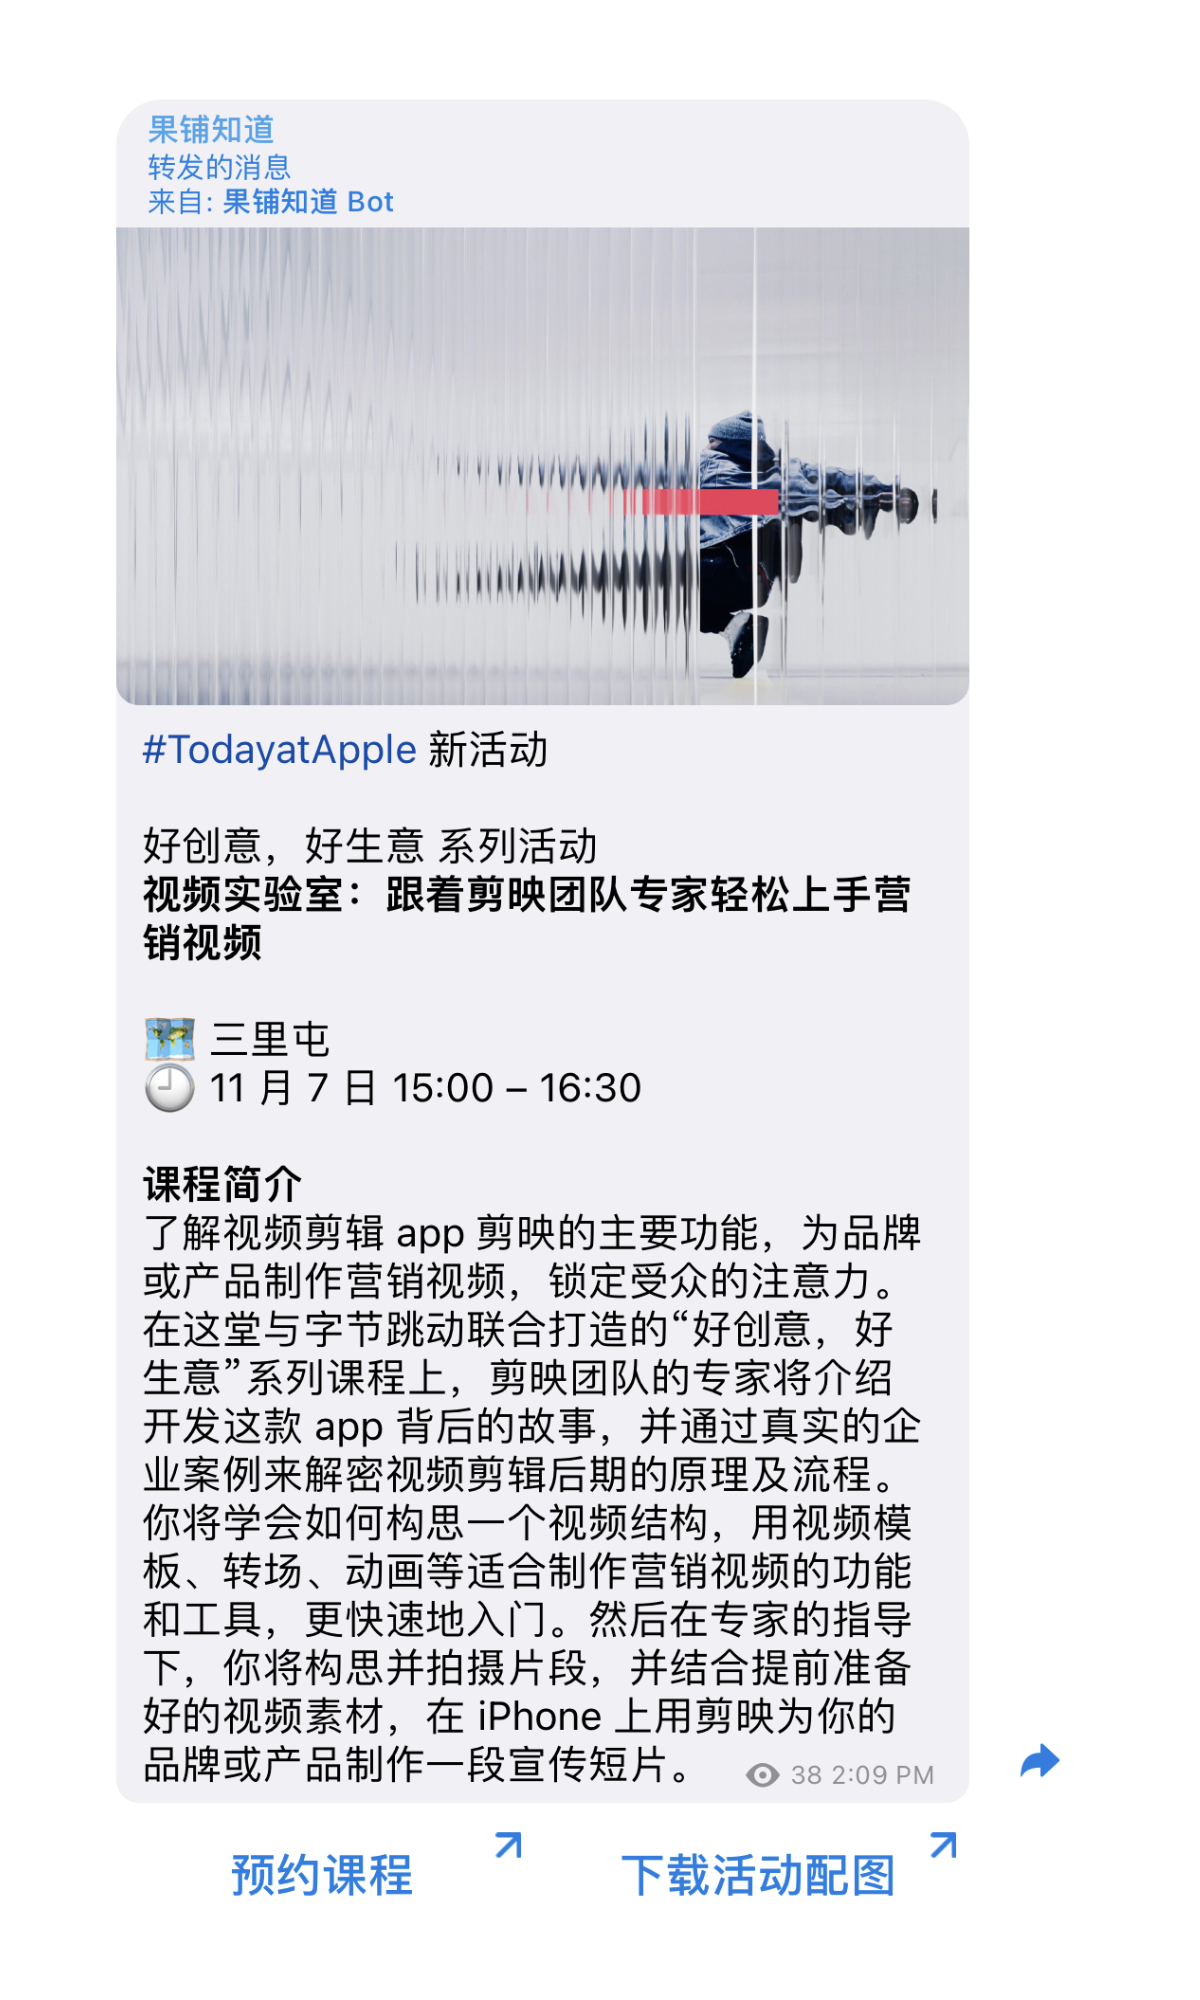 果铺知道
转发的消息
来自: 果铺知道 Bot
#TodayatApple 新活动
好创意，好生意 系列活动
视频实验室：跟着剪映团队专家轻松上手营
销视频
🗺 三里屯
🕘 11 月 7 日 15:00 – 16:30
课程简介
了解视频剪辑 app 剪映的主要功能，为品牌
或产品制作营销视频，锁定受众的注意力。
在这堂与字节跳动联合打造的“好创意，好
生意”系列课程上，剪映团队的专家将介绍
开发这款 app 背后的故事，并通过真实的企
业案例来解密视频剪辑后期的原理及流程。
你将学会如何构思一个视频结构，用视频模
板、转场、动画等适合制作营销视频的功能
和工具，更快速地入门。然后在专家的指导
下，你将构思并拍摄片段，并结合提前准备
好的视频素材，在 iPhone 上用剪映为你的
品牌或产品制作一段宣传短片。
38 2:09 PM
预约课程
下载活动配图